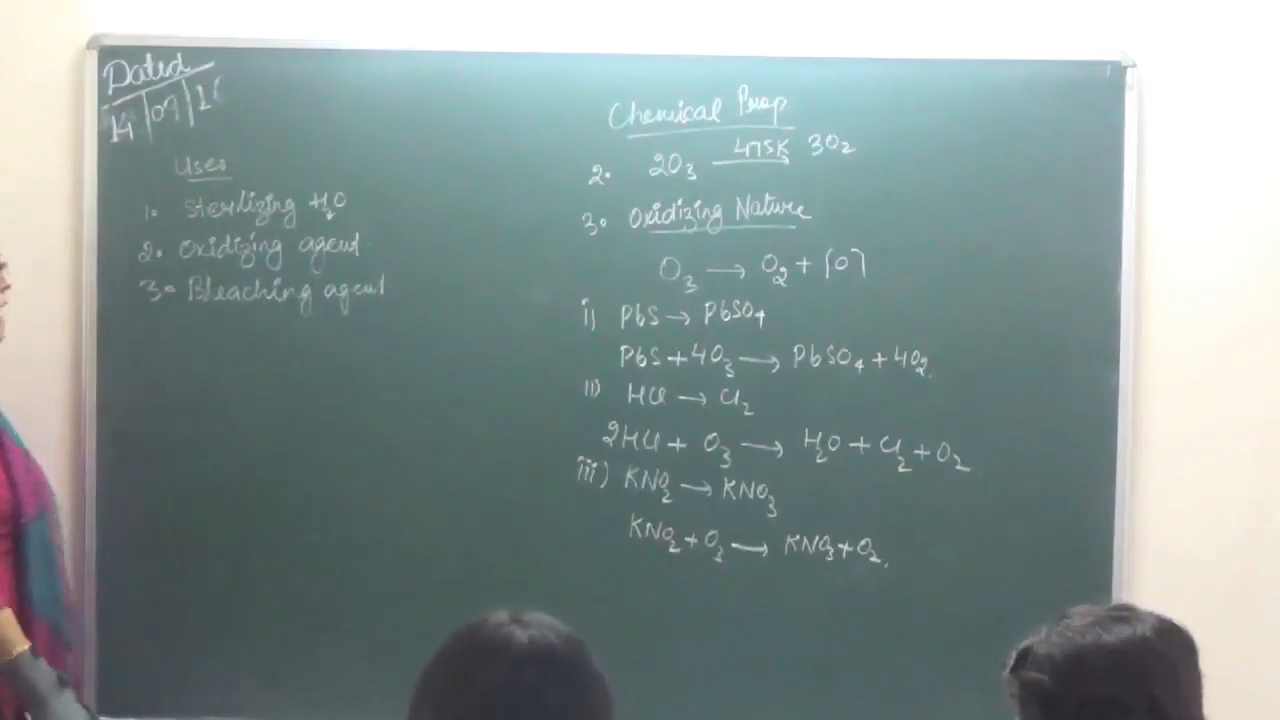 Dated
14/09/16
Uses
1. Sterilizing H₂O
2. Oxidizing agent
3. Bleaching agent
Chemical Prop
2. 2O₃ 475K 3O₂
3. Oxidizing Nature
O₃ → O₂ + [O]
i) PbS → PbSO₄
PbS + 4O₃ → PbSO₄ + 4O₂.
ii) HCl → Cl₂
2HCl + O₃ → H₂O + Cl₂ + O₂
iii) KNO₂ → KNO₃
KNO₂ + O₃ → KNO₃ + O₂.